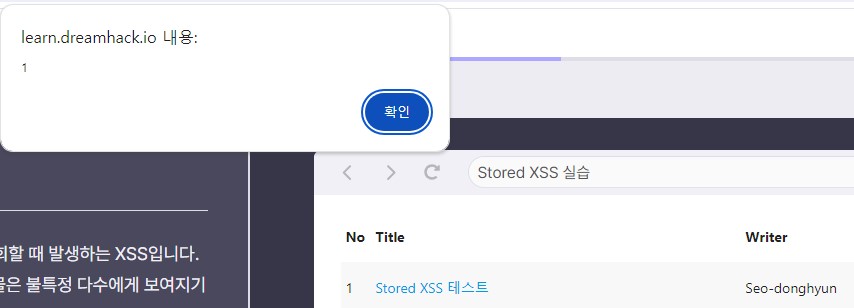 learn.dreamhack.io 내용:
1
확인
Stored XSS 실습
No Title Writer
1 Stored XSS 테스트 Seo-donghyun
회할 때 발생하는 XSS입니다.
물은 불특정 다수에게 보여지기